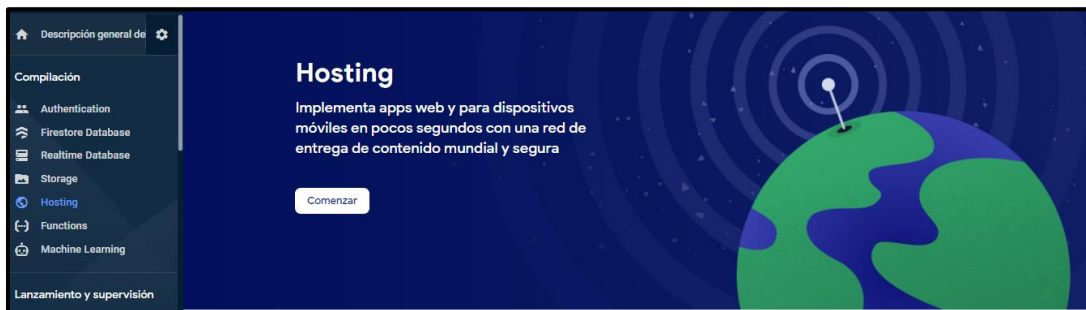 Descripción general de
Compilación
Authentication
Firestore Database
Realtime Database
Storage
Hosting
Functions
Machine Learning
Lanzamiento y supervisión
Hosting
Implementa apps web y para dispositivos
móviles en pocos segundos con una red de
entrega de contenido mundial y segura
Comenzar